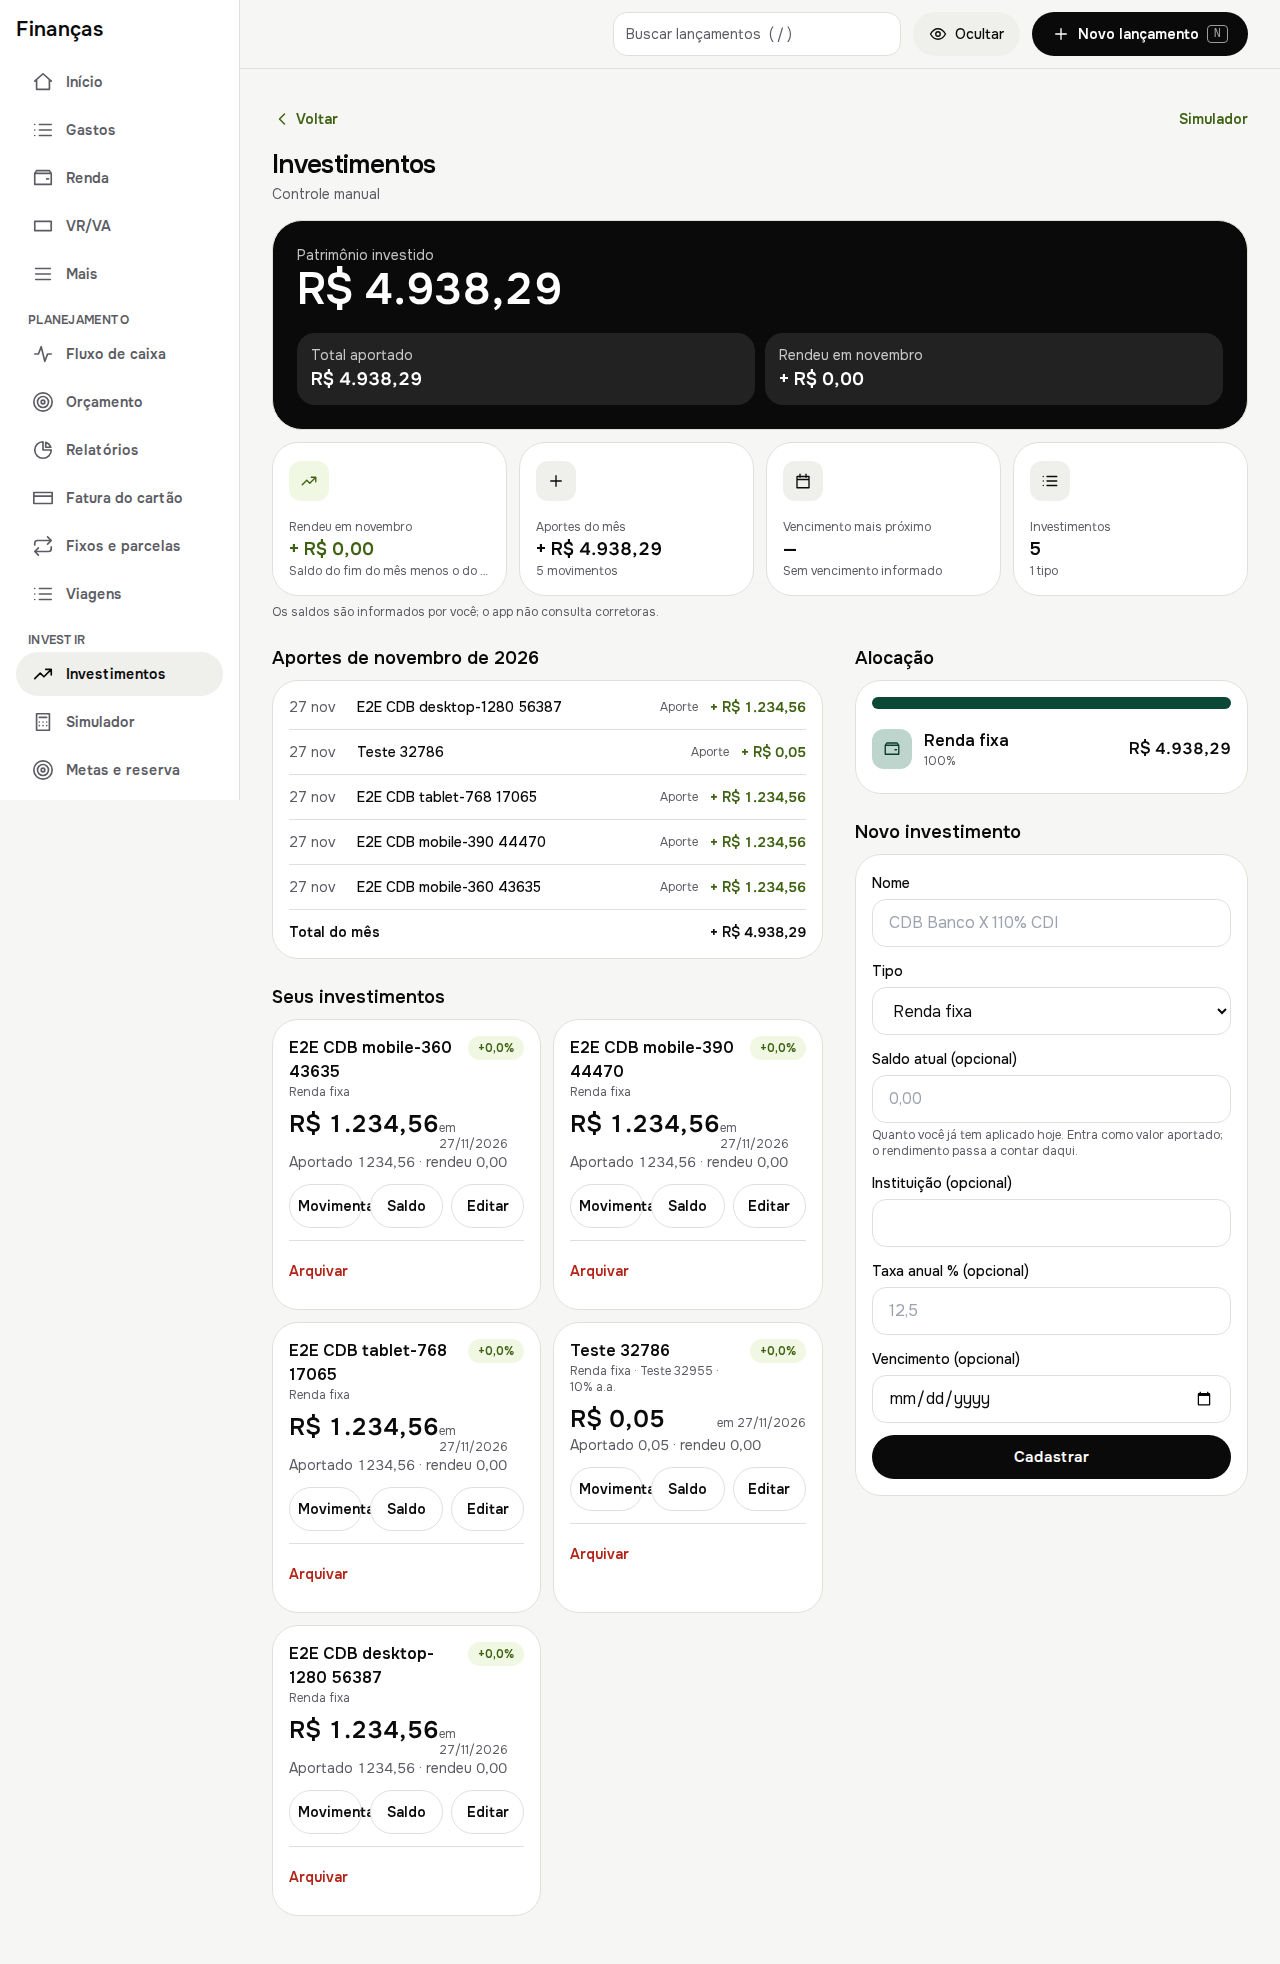 Finanças
Início
Gastos
Renda
VR/VA
Mais
PLANEJAMENTO
Fluxo de caixa
Orçamento
Relatórios
Fatura do cartão
Fixos e parcelas
Viagens
INVESTIR
Investimentos
Simulador
Metas e reserva
Buscar lançamentos ( / )
Ocultar
Novo lançamento N
Voltar
Simulador
Investimentos
Controle manual
Patrimônio investido
R$ 4.938,29
Total aportado
R$ 4.938,29
Rendeu em novembro
+ R$ 0,00
Rendeu em novembro
+ R$ 0,00
Saldo do fim do mês menos o do ...
Aportes do mês
+ R$ 4.938,29
5 movimentos
Vencimento mais próximo
—
Sem vencimento informado
Investimentos
5
1 tipo
Os saldos são informados por você; o app não consulta corretoras.
Aportes de novembro de 2026
27 nov E2E CDB desktop-1280 56387 Aporte + R$ 1.234,56
27 nov Teste 32786 Aporte + R$ 0,05
27 nov E2E CDB tablet-768 17065 Aporte + R$ 1.234,56
27 nov E2E CDB mobile-390 44470 Aporte + R$ 1.234,56
27 nov E2E CDB mobile-360 43635 Aporte + R$ 1.234,56
Total do mês + R$ 4.938,29
Seus investimentos
E2E CDB mobile-360
43635
+0,0%
Renda fixa
R$ 1.234,56 em
27/11/2026
Aportado 1234,56 · rendeu 0,00
Movimenta Saldo Editar
Arquivar
E2E CDB mobile-390
44470
+0,0%
Renda fixa
R$ 1.234,56 em
27/11/2026
Aportado 1234,56 · rendeu 0,00
Movimenta Saldo Editar
Arquivar
E2E CDB tablet-768
17065
+0,0%
Renda fixa
R$ 1.234,56 em
27/11/2026
Aportado 1234,56 · rendeu 0,00
Movimenta Saldo Editar
Arquivar
Teste 32786
+0,0%
Renda fixa · Teste 32955 ·
10% a.a.
R$ 0,05 em 27/11/2026
Aportado 0,05 · rendeu 0,00
Movimenta Saldo Editar
Arquivar
E2E CDB desktop-
1280 56387
+0,0%
Renda fixa
R$ 1.234,56 em
27/11/2026
Aportado 1234,56 · rendeu 0,00
Movimenta Saldo Editar
Arquivar
Alocação
Renda fixa
100%
R$ 4.938,29
Novo investimento
Nome
CDB Banco X 110% CDI
Tipo
Renda fixa
Saldo atual (opcional)
0,00
Quanto você já tem aplicado hoje. Entra como valor aportado;
o rendimento passa a contar daqui.
Instituição (opcional)
Taxa anual % (opcional)
12,5
Vencimento (opcional)
mm/dd/yyyy
Cadastrar